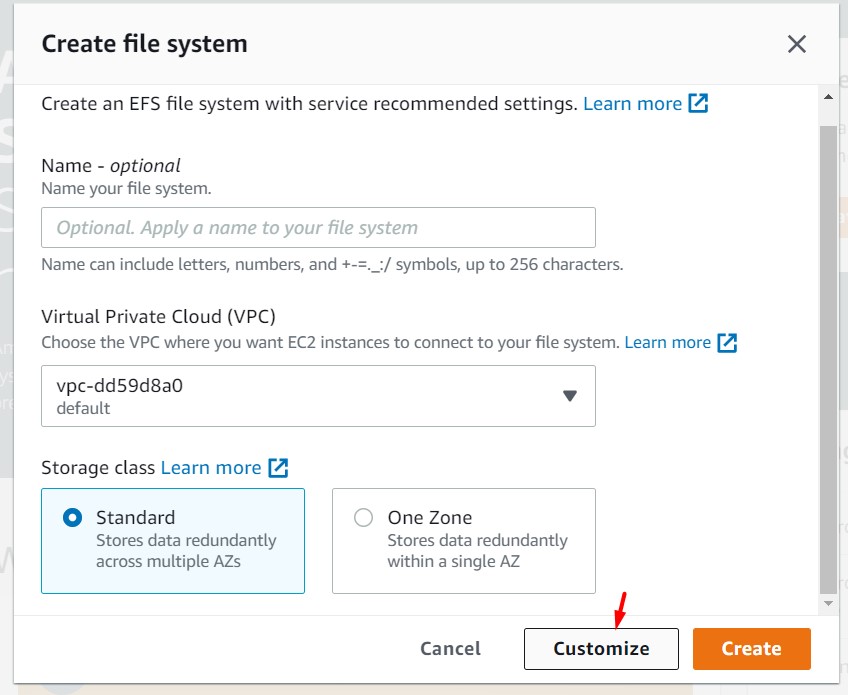 Create file system
Create an EFS file system with service recommended settings. Learn more
Name - optional
Name your file system.
Optional. Apply a name to your file system
Name can include letters, numbers, and +-=._:/ symbols, up to 256 characters.
Virtual Private Cloud (VPC)
Choose the VPC where you want EC2 instances to connect to your file system. Learn more
vpc-dd59d8a0
default
Storage class Learn more
Standard
Stores data redundantly
across multiple AZs
One Zone
Stores data redundantly
within a single AZ
Cancel
Customize
Create